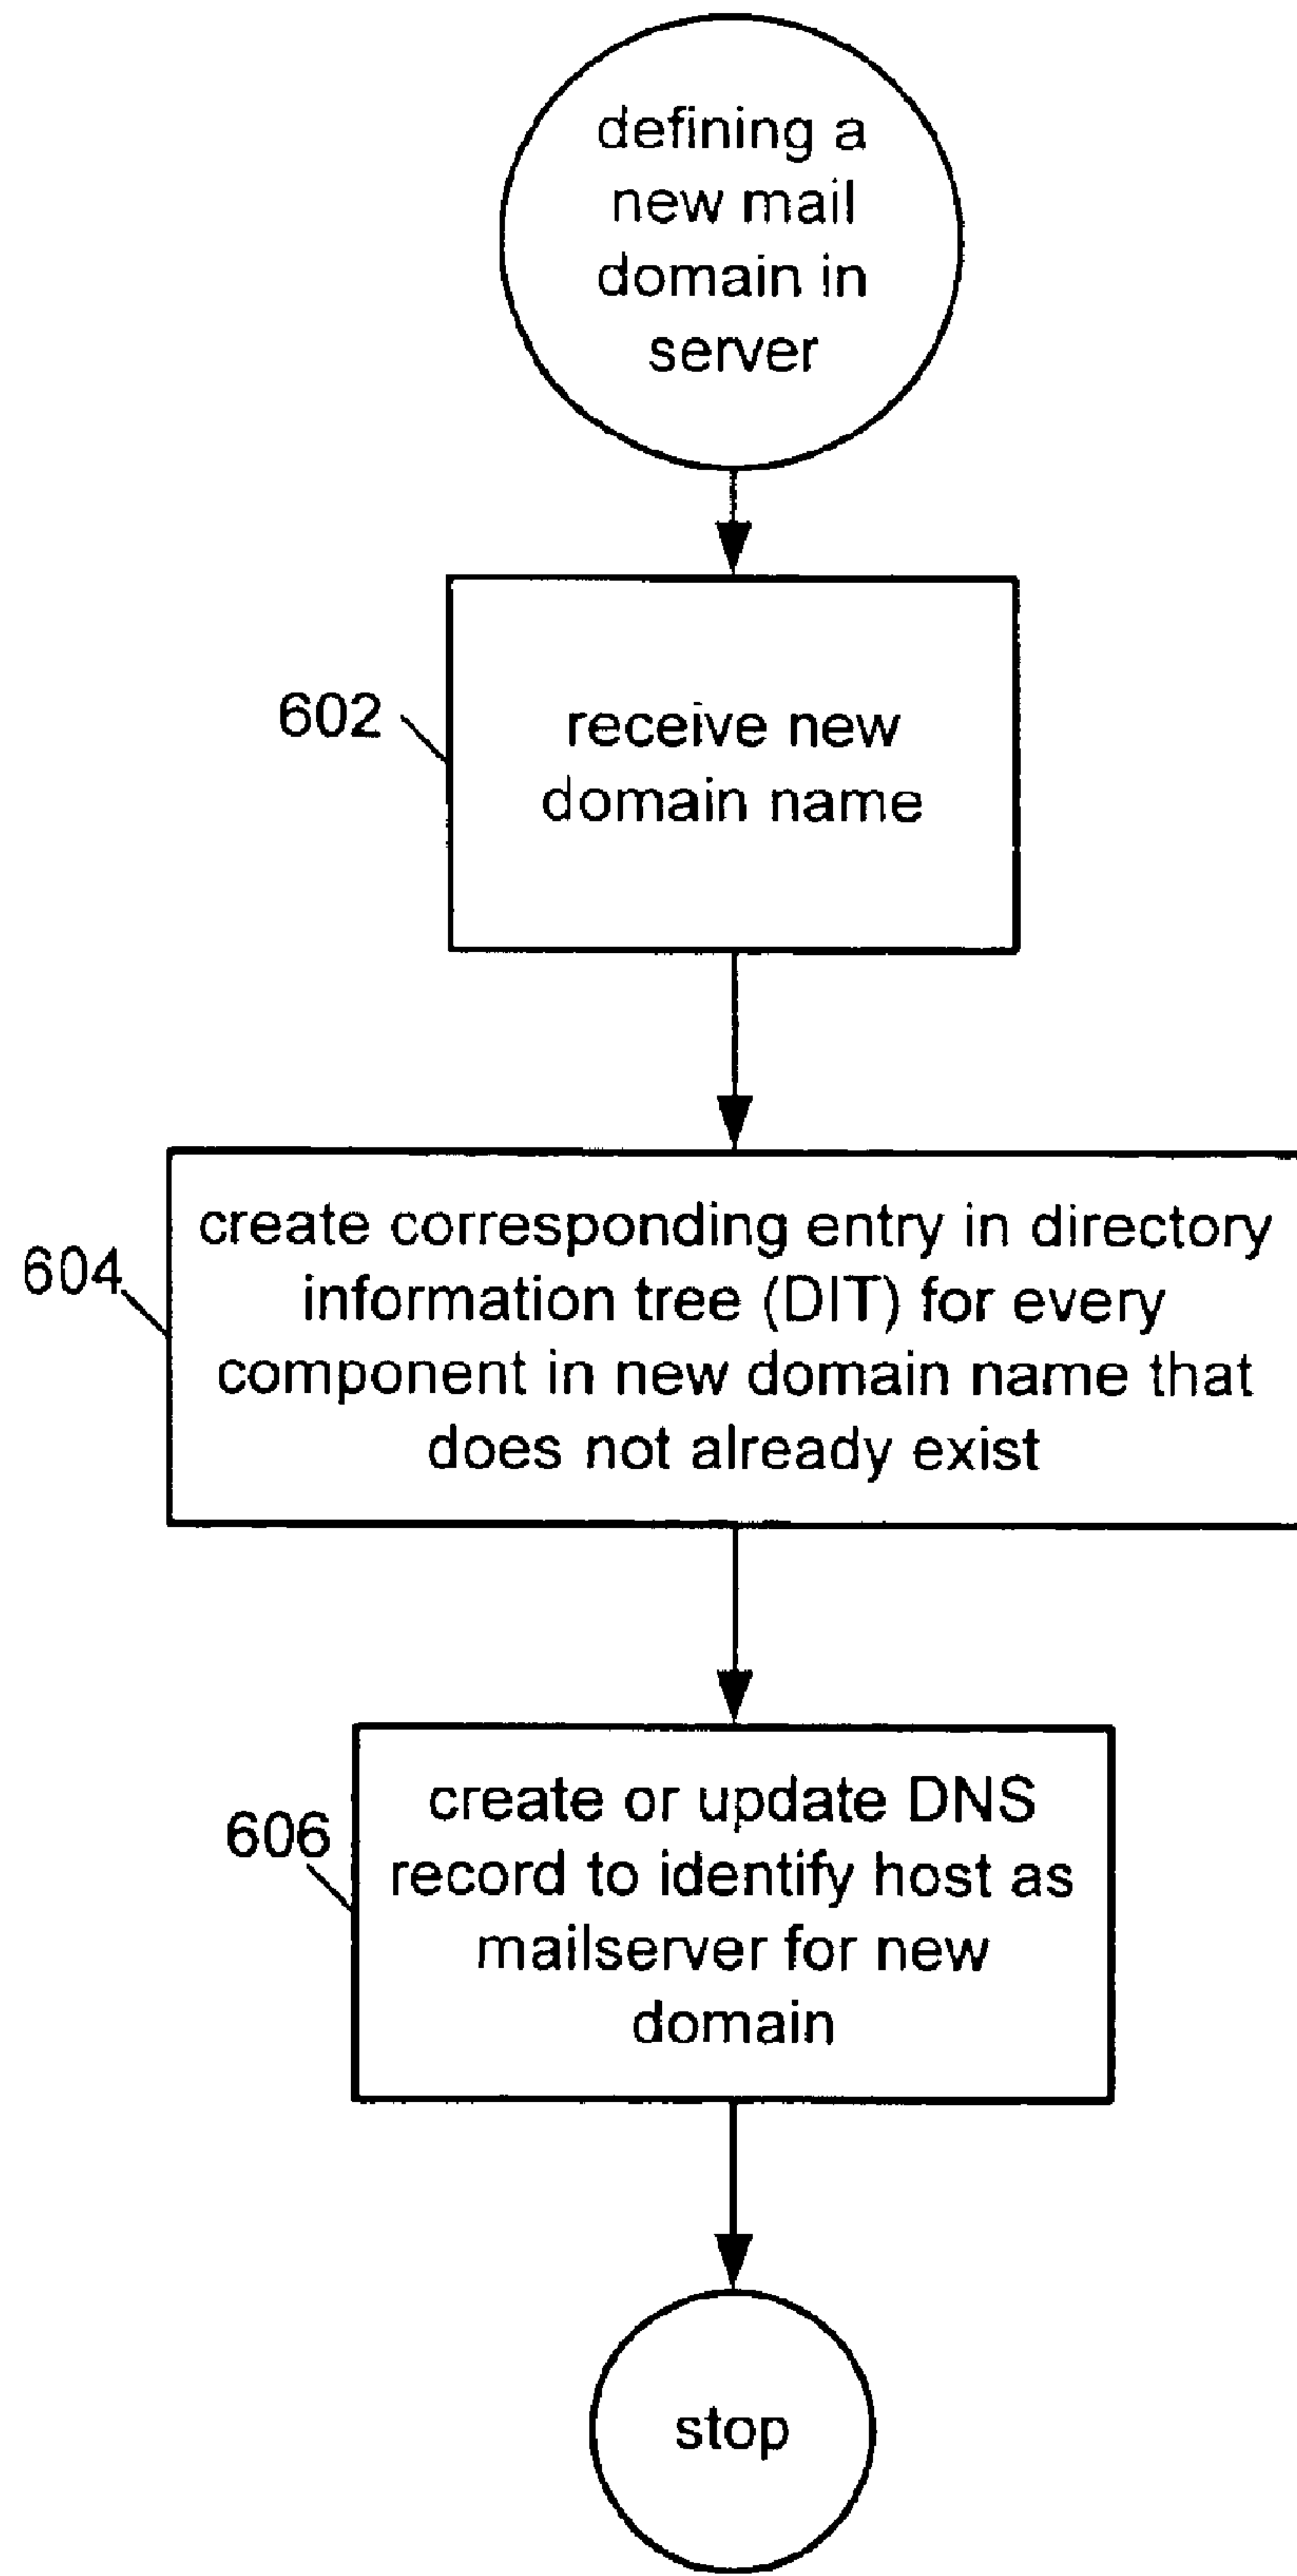 defining a
new mail
domain in
server
602
receive new
domain name
604
create corresponding entry in directory
information tree (DIT) for every
component in new domain name that
does not already exist
606
create or update DNS
record to identify host as
mailserver for new
domain
stop